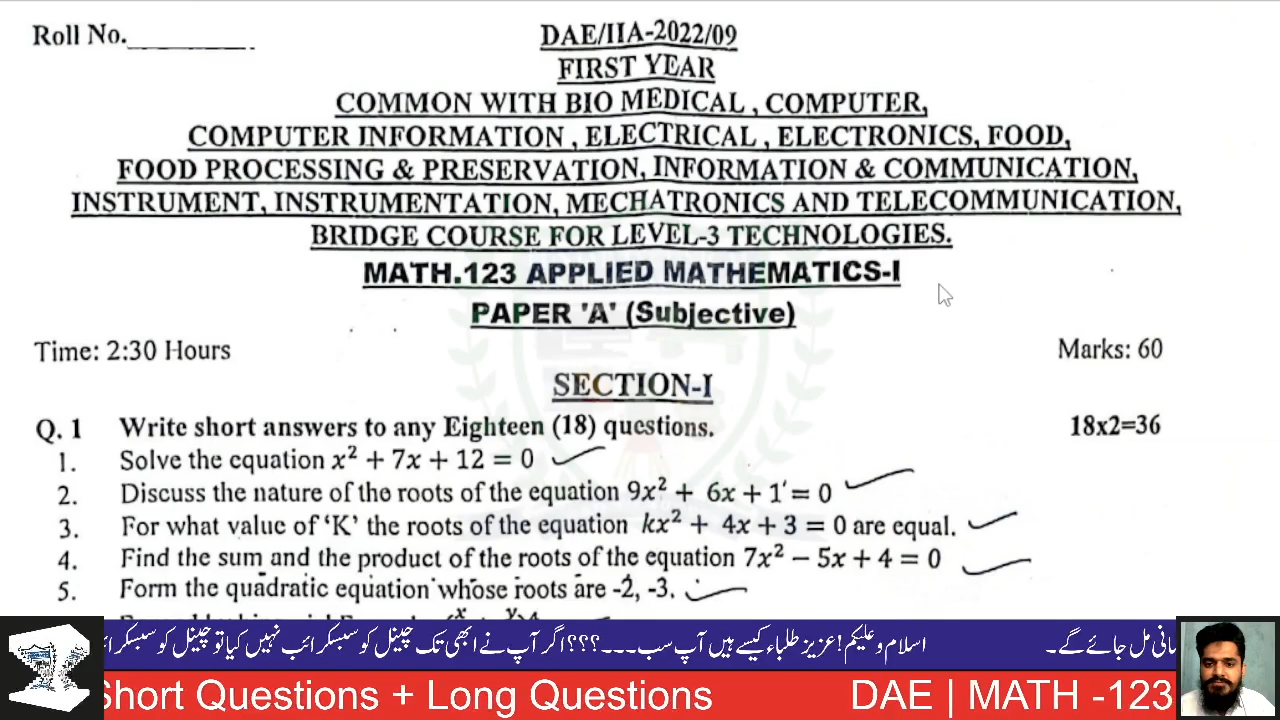 Roll No.__________
DAE/IIA-2022/09
FIRST YEAR
COMMON WITH BIO MEDICAL , COMPUTER,
COMPUTER INFORMATION , ELECTRICAL , ELECTRONICS, FOOD,
FOOD PROCESSING & PRESERVATION, INFORMATION & COMMUNICATION,
INSTRUMENT, INSTRUMENTATION, MECHATRONICS AND TELECOMMUNICATION,
BRIDGE COURSE FOR LEVEL-3 TECHNOLOGIES.
MATH.123 APPLIED MATHEMATICS-I
PAPER 'A' (Subjective)
Time: 2:30 Hours Marks: 60
SECTION-I
Q. 1 Write short answers to any Eighteen (18) questions. 18x2=36
1. Solve the equation x² + 7x + 12 = 0
2. Discuss the nature of the roots of the equation 9x² + 6x + 1 = 0
3. For what value of ‘K’ the roots of the equation kx² + 4x + 3 = 0 are equal.
4. Find the sum and the product of the roots of the equation 7x² − 5x + 4 = 0
5. Form the quadratic equation whose roots are -2, -3.
اسلام وعلیکم! عزیز طلباء کیسے ہیں آپ سب۔۔۔؟؟؟ اگر آپ نے ابھی تک چینل کو سبسکرائب نہیں کیا تو چینل کو سبسکرائب
مل جائے گے۔
Short Questions + Long Questions DAE | MATH -123